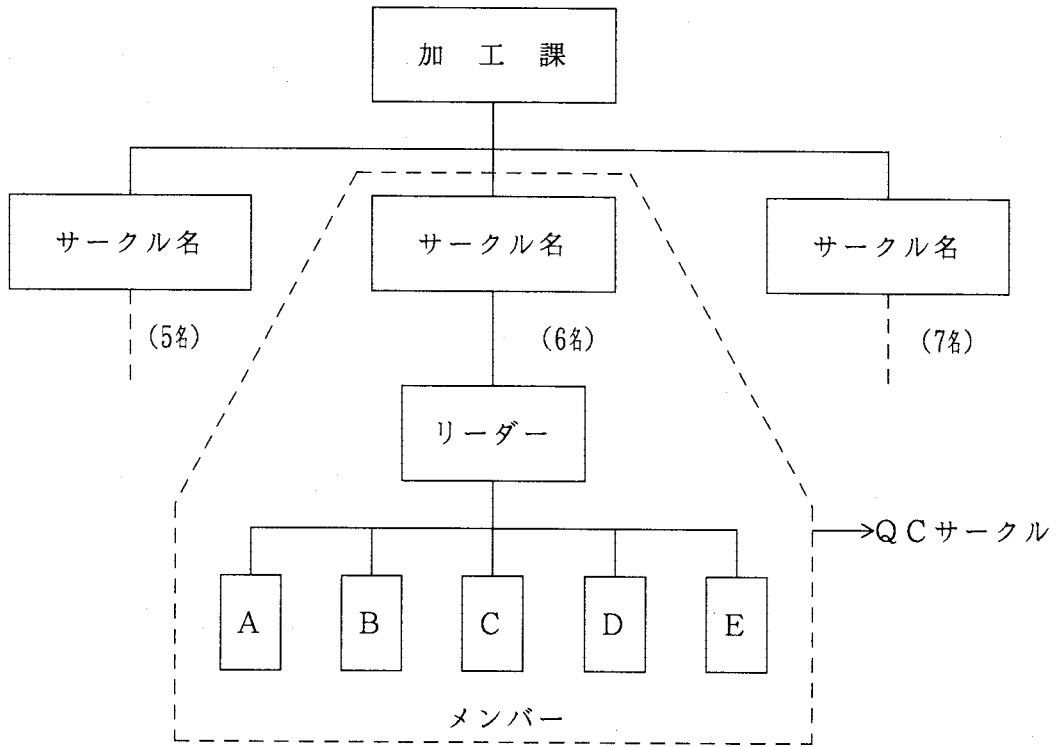 加工課
サークル名
サークル名
サークル名
(5名)
(6名)
(7名)
リーダー
QCサークル
A
B
C
D
E
メンバー